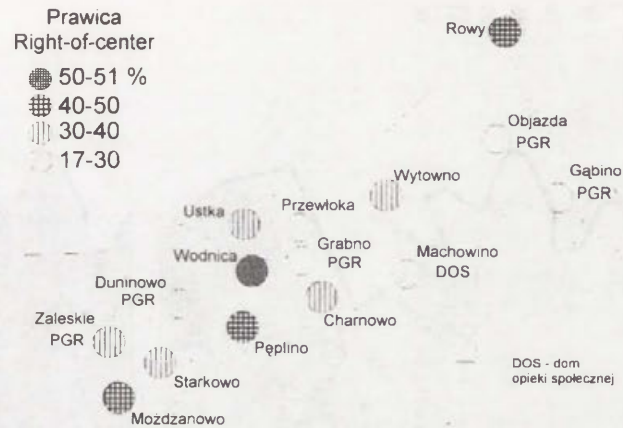 Prawica
Right-of-center
50-51 %
40-50
30-40
17-30
Rowy
Objazda
PGR
Gąbino
PGR
Wytowno
Przewłoka
Ustka
Grabno
PGR
Machowino
DOS
Wodnica
Duninowo
PGR
Charnowo
Zaleskie
PGR
Pęplino
Starkowo
DOS - dom
opieki społecznej
Możdzanowo